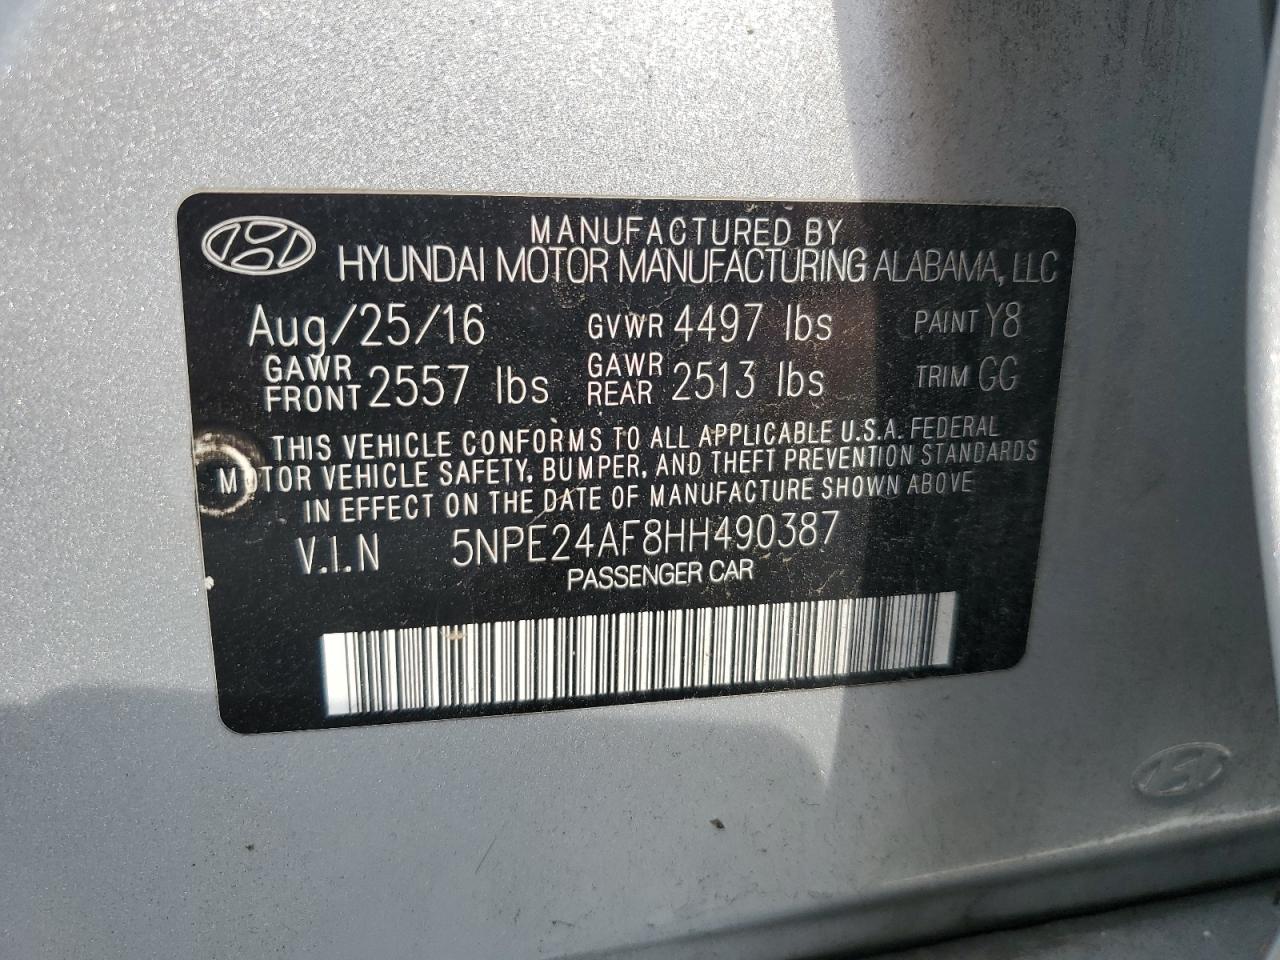 MANUFACTURED BY
HYUNDAI MOTOR MANUFACTURING ALABAMA, LLC
Aug/25/16 GVWR 4497 lbs PAINT Y8
GAWR FRONT 2557 lbs GAWR REAR 2513 lbs TRIM GG
THIS VEHICLE CONFORMS TO ALL APPLICABLE U.S.A. FEDERAL
MOTOR VEHICLE SAFETY, BUMPER, AND THEFT PREVENTION STANDARDS
IN EFFECT ON THE DATE OF MANUFACTURE SHOWN ABOVE
V.I.N 5NPE24AF8HH490387
PASSENGER CAR